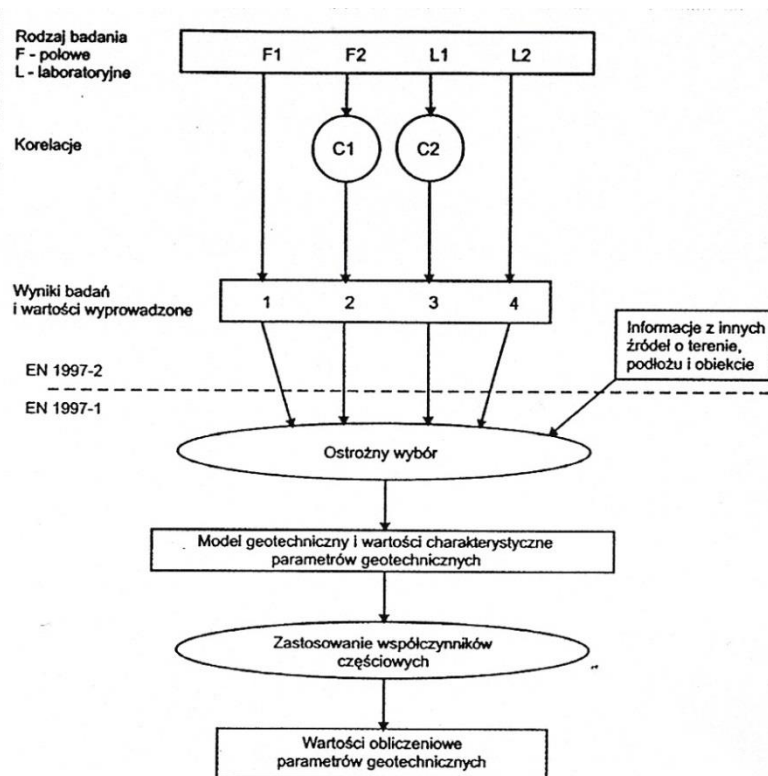 Rodzaj badania
F - polowe
L - laboratoryjne
F1 F2 L1 L2
Korelacje
C1 C2
Wyniki badań
i wartości wyprowadzone
1 2 3 4
Informacje z innych
źródeł o terenie,
podłożu i obiekcie
EN 1997-2
EN 1997-1
Ostrożny wybór
Model geotechniczny i wartości charakterystyczne
parametrów geotechnicznych
Zastosowanie współczynników
częściowych
Wartości obliczeniowe
parametrów geotechnicznych